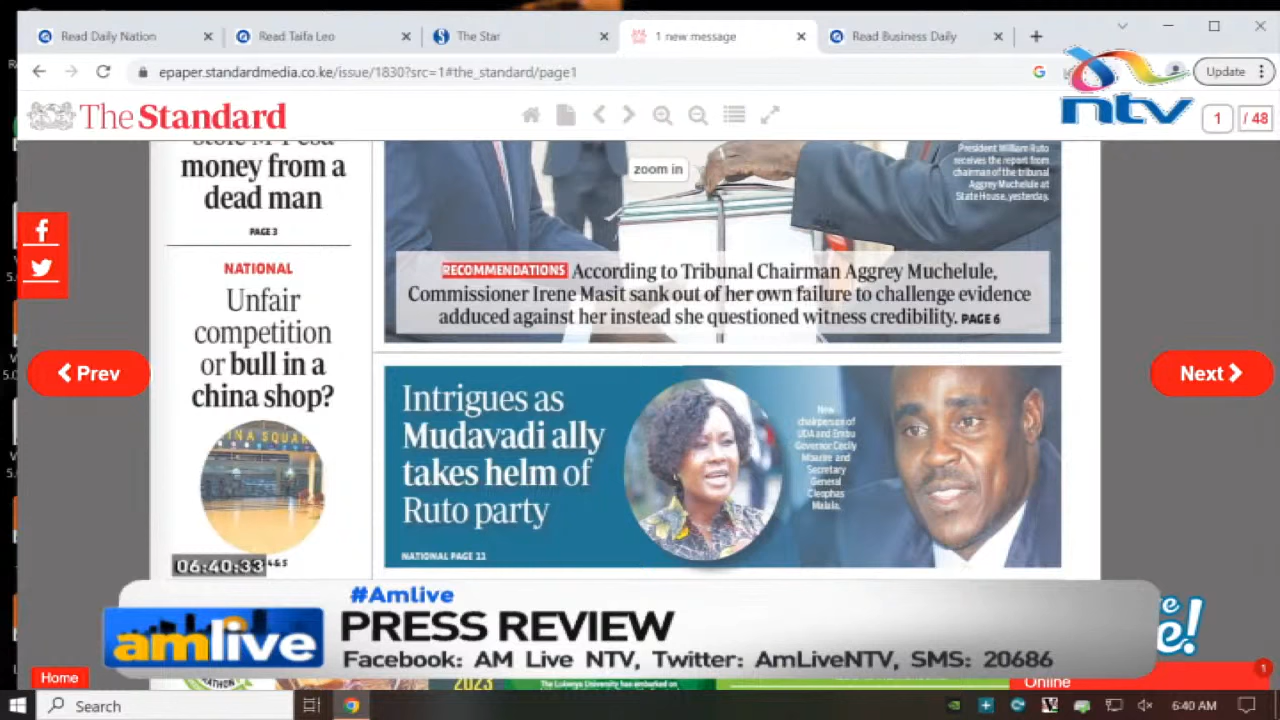 Read Daily Nation
Read Taifa Leo
The Star
1 new message
Read Business Daily
epaper.standardmedia.co.ke/issue/1830?src=1#the_standard/page1
Update
ntv
The Standard
1 / 48
stole M-Pesa
money from a
dead man
PAGE 3
NATIONAL
Unfair
competition
or bull in a
china shop?
zoom in
President William Ruto
receives the report from
chairman of the tribunal
Aggrey Muchelule at
State House, yesterday.
RECOMMENDATIONS According to Tribunal Chairman Aggrey Muchelule,
Commissioner Irene Masit sank out of her own failure to challenge evidence
adduced against her instead she questioned witness credibility. PAGE 6
Prev
Next
Intrigues as
Mudavadi ally
takes helm of
Ruto party
NATIONAL PAGE 11
New
chairperson of
UDA and Embu
Governor Cecily
Mbarire and
Secretary
General
Cleophas
Malala.
06:40:33
4&5
#Amlive
amlive
PRESS REVIEW
Facebook: AM Live NTV, Twitter: AmLiveNTV, SMS: 20686
Home
2023
Online
1
Search
6:40 AM